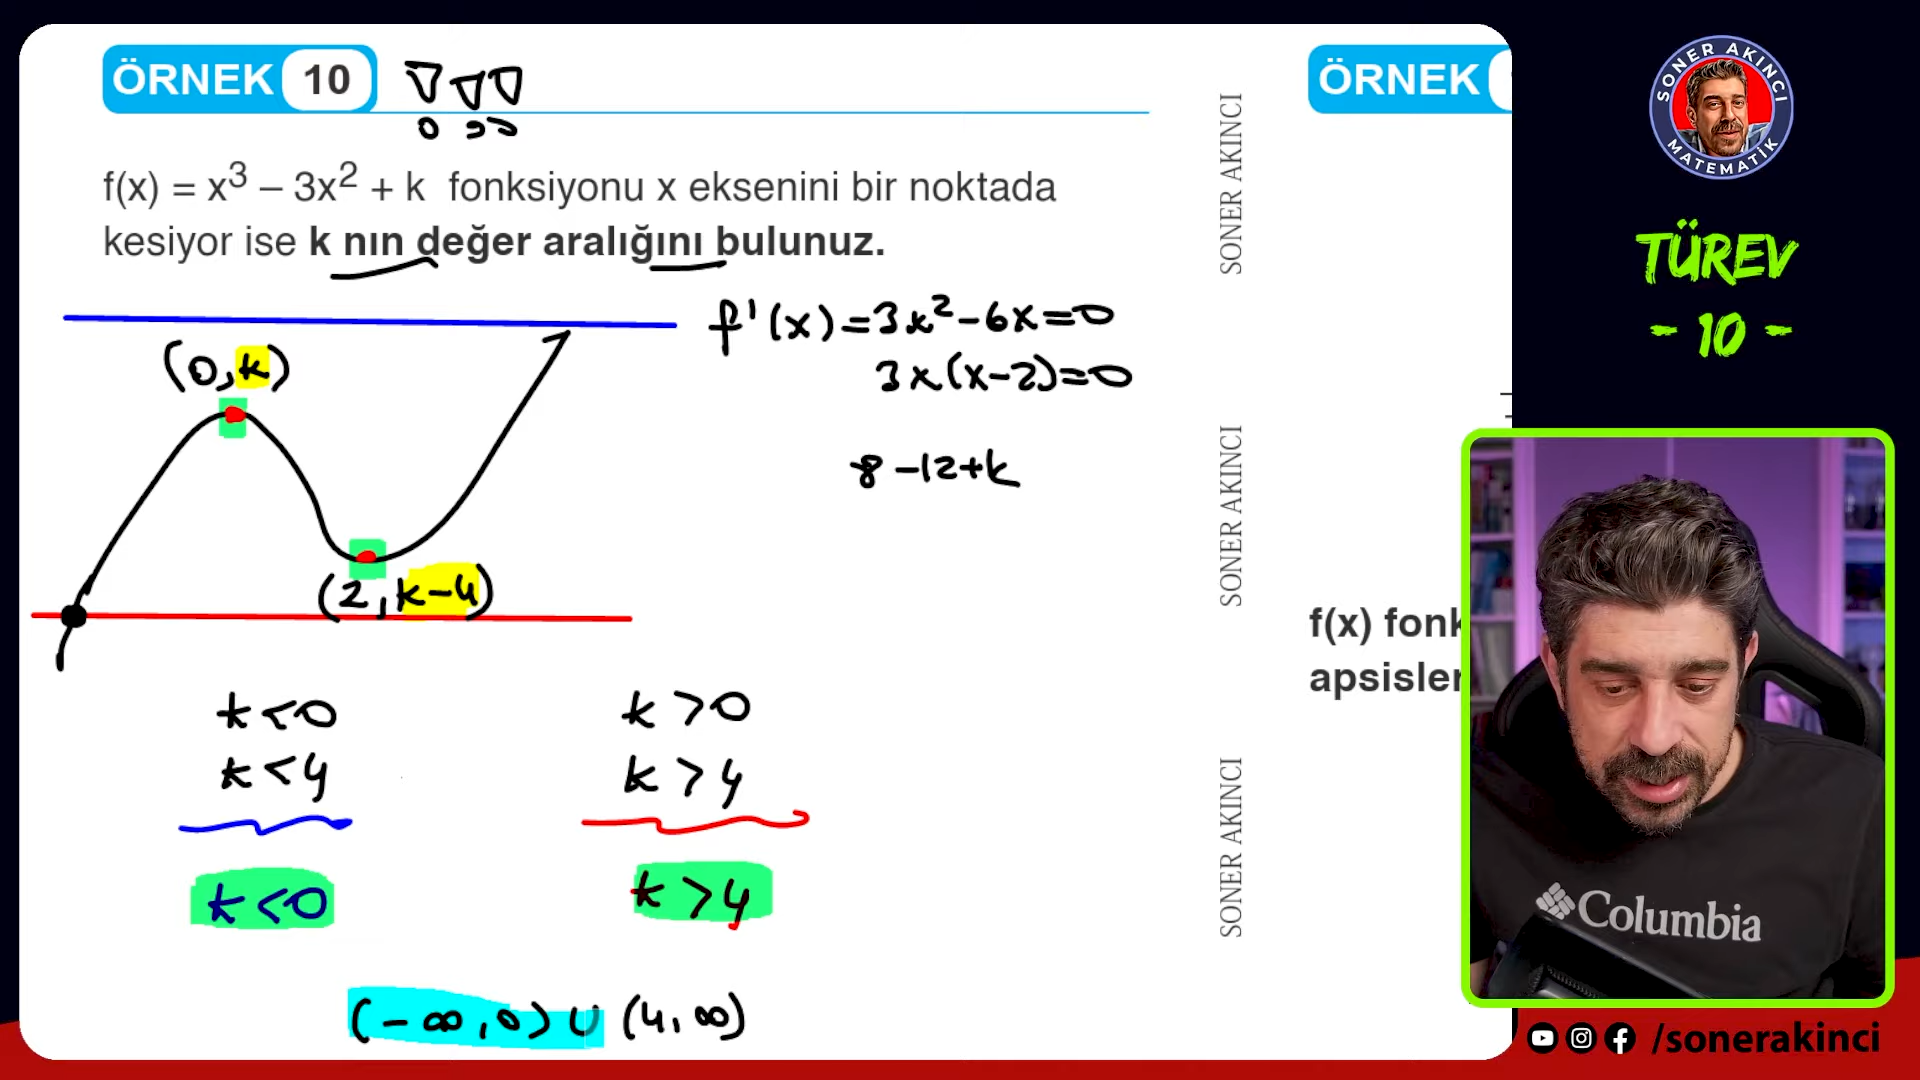 ÖRNEK 10
f(x) = x³ – 3x² + k fonksiyonu x eksenini bir noktada
kesiyor ise k nın değer aralığını bulunuz.
f'(x)=3x²-6x=0
3x(x-2)=0
8-12+k
(0,k)
(2,k-4)
k<0
k<4
k<0
k>0
k>4
k>4
(-∞,0)∪(4,∞)
SONER AKINCI
SONER AKINCI
SONER AKINCI
ÖRNEK
f(x) fonk
apsisler
SONER AKINCI
MATEMATİK
TÜREV
- 10 -
Columbia
/sonerakinci